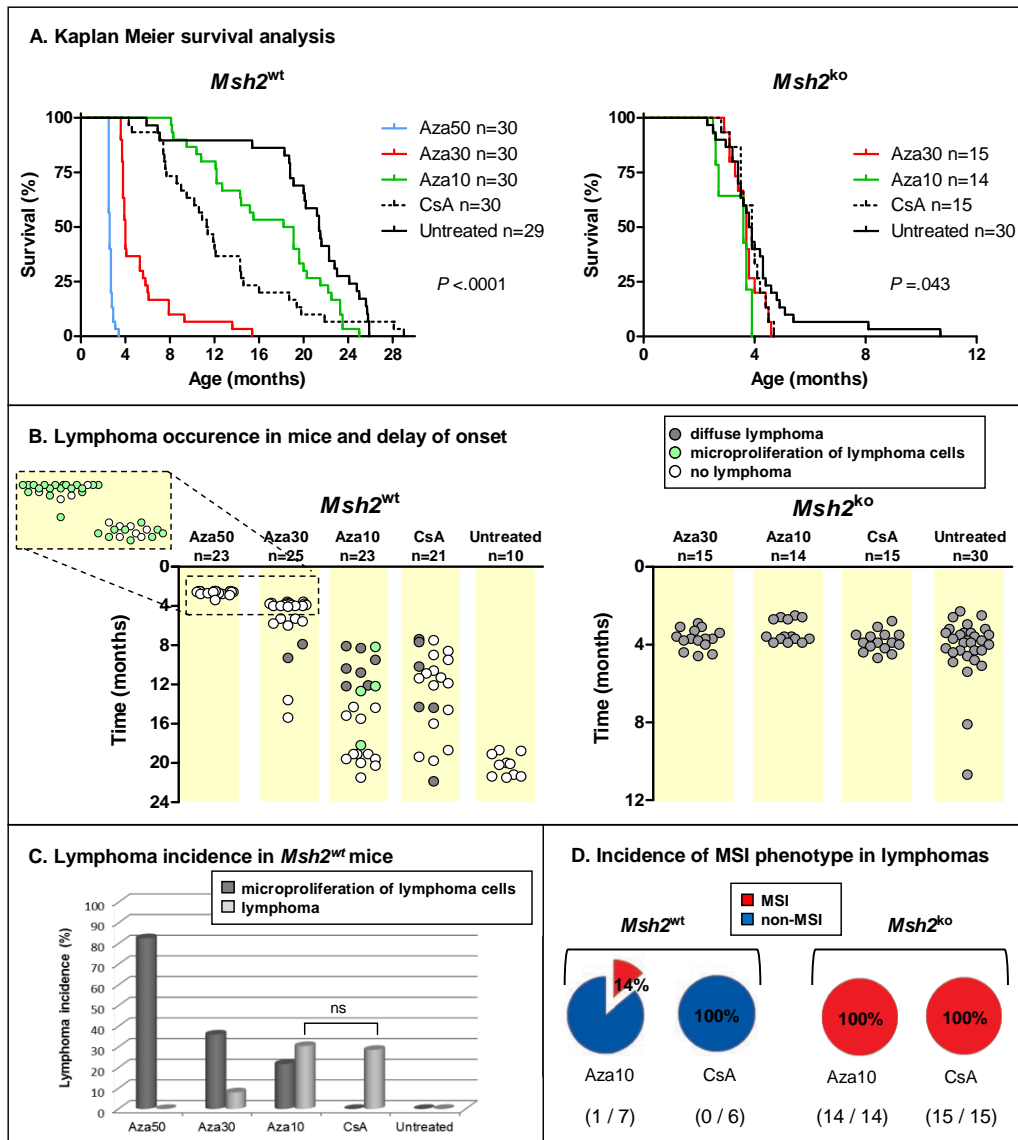 A. Kaplan Meier survival analysis
Msh2wt
100
75
50
25
0
Survival (%)
0 4 8 12 16 20 24 28
Age (months)
Aza50 n=30
Aza30 n=30
Aza10 n=30
CsA n=30
Untreated n=29
P <.0001
Msh2ko
100
75
50
25
0
Survival (%)
0 4 8 12
Age (months)
Aza30 n=15
Aza10 n=14
CsA n=15
Untreated n=30
P =.043
B. Lymphoma occurence in mice and delay of onset
diffuse lymphoma
microproliferation of lymphoma cells
no lymphoma
Msh2wt
Aza50 Aza30 Aza10 CsA Untreated
n=23 n=25 n=23 n=21 n=10
0
4
8
12
16
20
24
Time (months)
Msh2ko
Aza30 Aza10 CsA Untreated
n=15 n=14 n=15 n=30
0
4
8
12
Time (months)
C. Lymphoma incidence in Msh2wt mice
microproliferation of lymphoma cells
lymphoma
100
90
80
70
60
50
40
30
20
10
0
Lymphoma incidence (%)
ns
Aza50 Aza30 Aza10 CsA Untreated
D. Incidence of MSI phenotype in lymphomas
MSI
non-MSI
Msh2wt Msh2ko
14% 100% 100% 100%
Aza10 CsA Aza10 CsA
(1 / 7) (0 / 6) (14 / 14) (15 / 15)